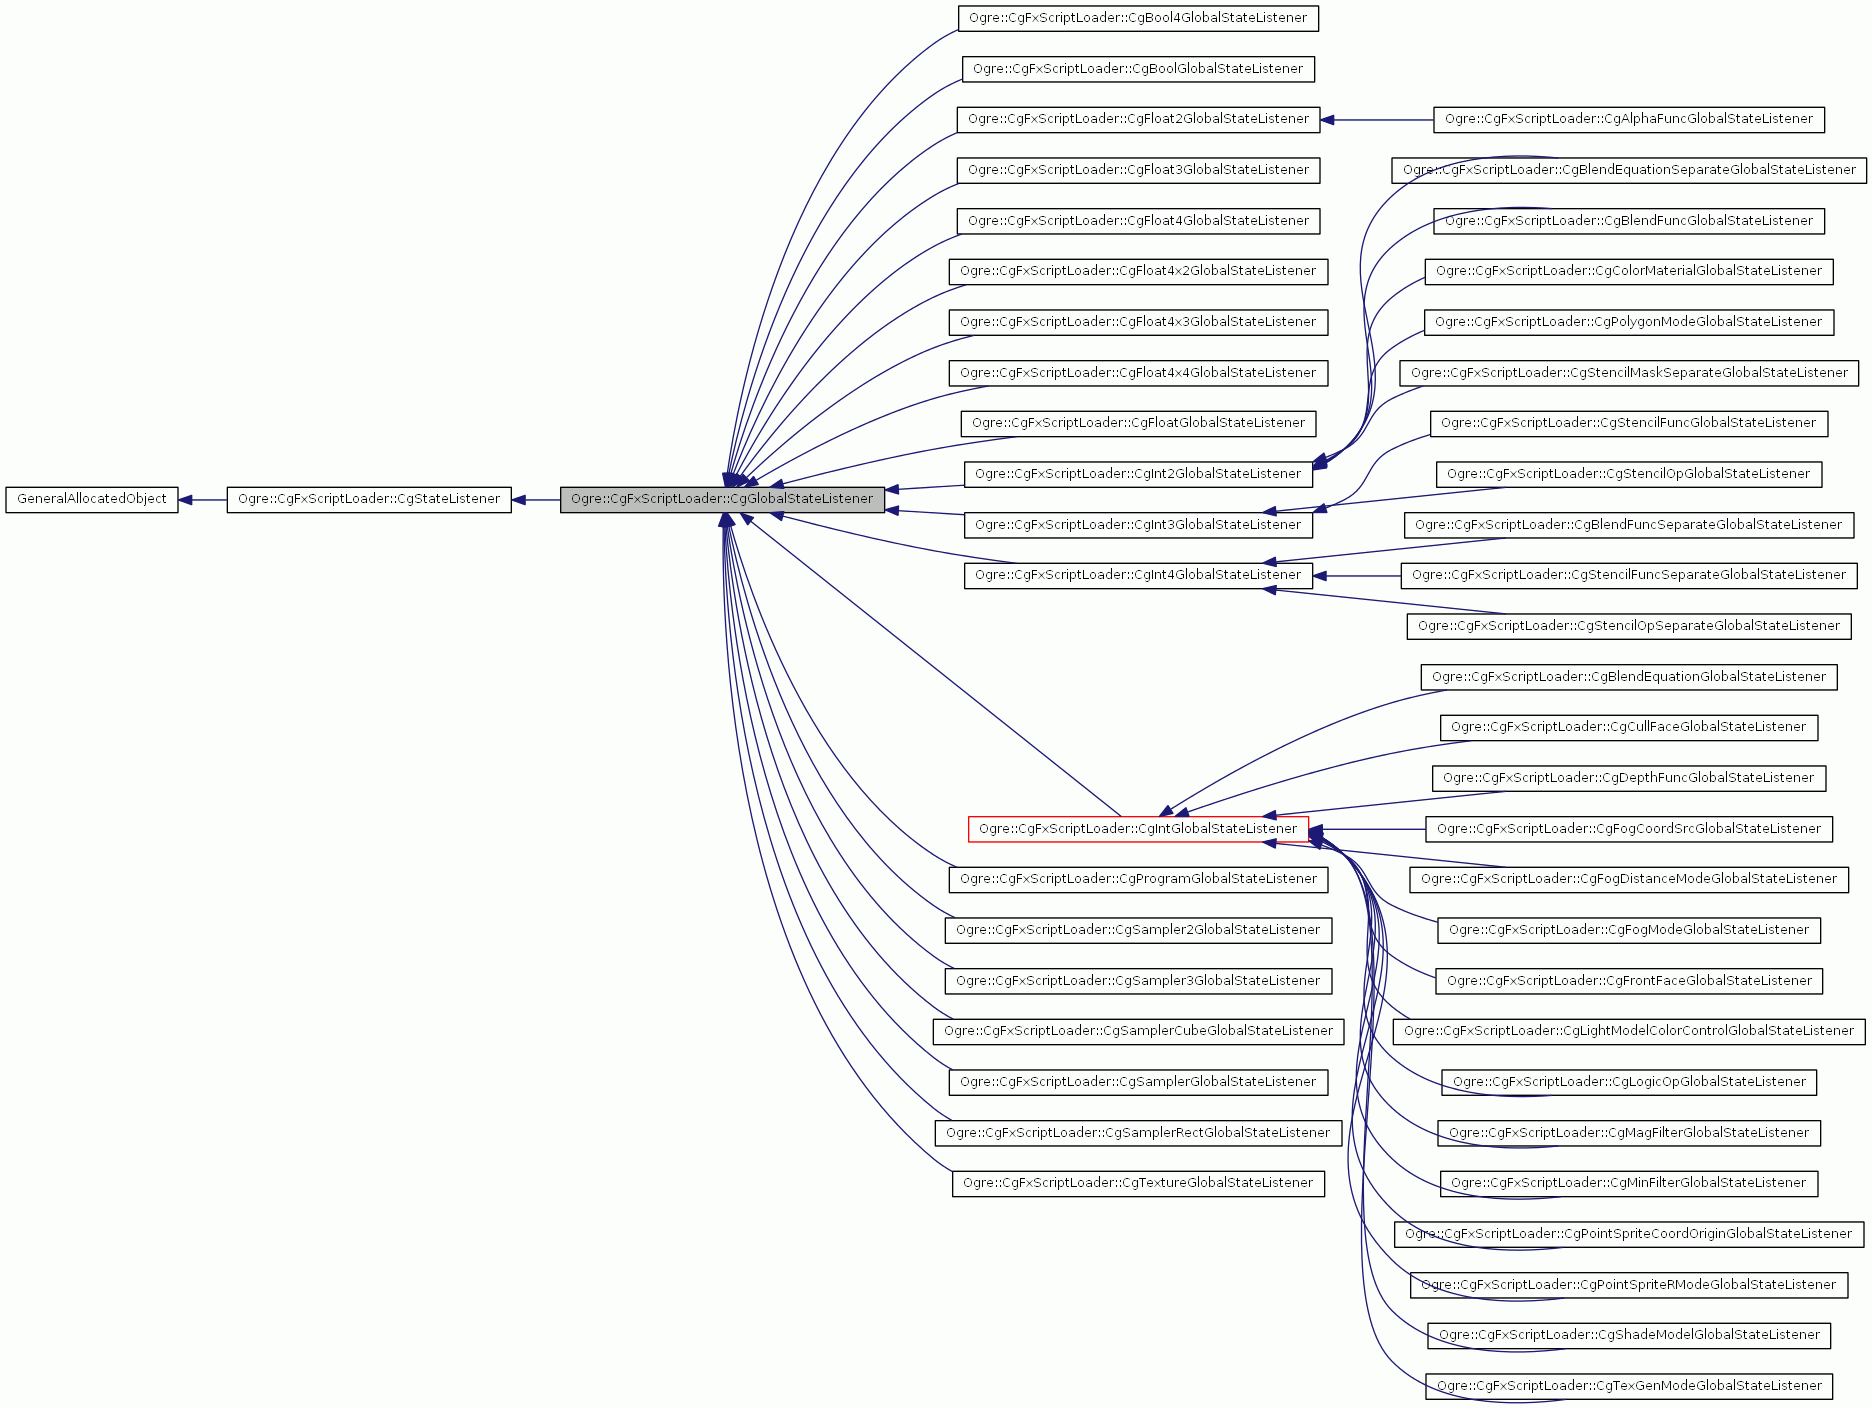 GeneralAllocatedObject
Ogre::CgFxScriptLoader::CgStateListener
Ogre::CgFxScriptLoader::CgGlobalStateListener
Ogre::CgFxScriptLoader::CgBool4GlobalStateListener
Ogre::CgFxScriptLoader::CgBoolGlobalStateListener
Ogre::CgFxScriptLoader::CgFloat2GlobalStateListener
Ogre::CgFxScriptLoader::CgFloat3GlobalStateListener
Ogre::CgFxScriptLoader::CgFloat4GlobalStateListener
Ogre::CgFxScriptLoader::CgFloat4x2GlobalStateListener
Ogre::CgFxScriptLoader::CgFloat4x3GlobalStateListener
Ogre::CgFxScriptLoader::CgFloat4x4GlobalStateListener
Ogre::CgFxScriptLoader::CgFloatGlobalStateListener
Ogre::CgFxScriptLoader::CgInt2GlobalStateListener
Ogre::CgFxScriptLoader::CgInt3GlobalStateListener
Ogre::CgFxScriptLoader::CgInt4GlobalStateListener
Ogre::CgFxScriptLoader::CgIntGlobalStateListener
Ogre::CgFxScriptLoader::CgProgramGlobalStateListener
Ogre::CgFxScriptLoader::CgSampler2GlobalStateListener
Ogre::CgFxScriptLoader::CgSampler3GlobalStateListener
Ogre::CgFxScriptLoader::CgSamplerCubeGlobalStateListener
Ogre::CgFxScriptLoader::CgSamplerGlobalStateListener
Ogre::CgFxScriptLoader::CgSamplerRectGlobalStateListener
Ogre::CgFxScriptLoader::CgTextureGlobalStateListener
Ogre::CgFxScriptLoader::CgAlphaFuncGlobalStateListener
Ogre::CgFxScriptLoader::CgBlendEquationSeparateGlobalStateListener
Ogre::CgFxScriptLoader::CgBlendFuncGlobalStateListener
Ogre::CgFxScriptLoader::CgColorMaterialGlobalStateListener
Ogre::CgFxScriptLoader::CgPolygonModeGlobalStateListener
Ogre::CgFxScriptLoader::CgStencilMaskSeparateGlobalStateListener
Ogre::CgFxScriptLoader::CgStencilFuncGlobalStateListener
Ogre::CgFxScriptLoader::CgStencilOpGlobalStateListener
Ogre::CgFxScriptLoader::CgBlendFuncSeparateGlobalStateListener
Ogre::CgFxScriptLoader::CgStencilFuncSeparateGlobalStateListener
Ogre::CgFxScriptLoader::CgStencilOpSeparateGlobalStateListener
Ogre::CgFxScriptLoader::CgBlendEquationGlobalStateListener
Ogre::CgFxScriptLoader::CgCullFaceGlobalStateListener
Ogre::CgFxScriptLoader::CgDepthFuncGlobalStateListener
Ogre::CgFxScriptLoader::CgFogCoordSrcGlobalStateListener
Ogre::CgFxScriptLoader::CgFogDistanceModeGlobalStateListener
Ogre::CgFxScriptLoader::CgFogModeGlobalStateListener
Ogre::CgFxScriptLoader::CgFrontFaceGlobalStateListener
Ogre::CgFxScriptLoader::CgLightModelColorControlGlobalStateListener
Ogre::CgFxScriptLoader::CgLogicOpGlobalStateListener
Ogre::CgFxScriptLoader::CgMagFilterGlobalStateListener
Ogre::CgFxScriptLoader::CgMinFilterGlobalStateListener
Ogre::CgFxScriptLoader::CgPointSpriteCoordOriginGlobalStateListener
Ogre::CgFxScriptLoader::CgPointSpriteRModeGlobalStateListener
Ogre::CgFxScriptLoader::CgShadeModelGlobalStateListener
Ogre::CgFxScriptLoader::CgTexGenModeGlobalStateListener